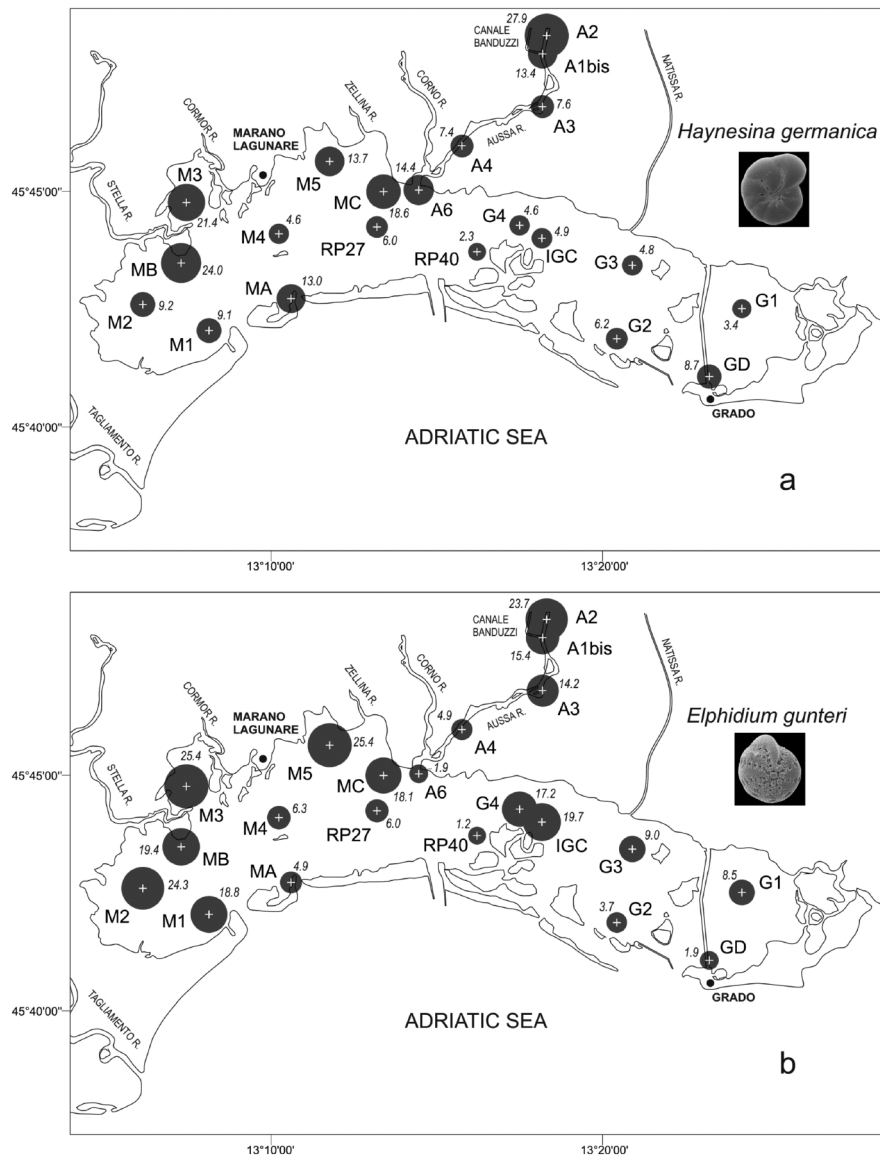 27.9
CANALE
BANDUZZI
A2
A1bis
13.4
NATISSA R.
ZELLINA R.
CORNO R.
CORMOR R.
MARANO
LAGUNARE
7.6
A3
AUSSA R.
7.4
A4
Haynesina germanica
STELLA R.
M3
21.4
M5
13.7
14.4
MC
18.6
A6
45°45'00''
M4
4.6
RP27
6.0
G4
4.6
4.9
IGC
RP40
2.3
G3
4.8
MB
24.0
MA
13.0
M2
9.2
9.1
M1
6.2
G2
G1
3.4
8.7
GD
GRADO
45°40'00''
TAGLIAMENTO R.
ADRIATIC SEA
a
13°10'00''
13°20'00''
23.7
CANALE
BANDUZZI
A2
A1bis
15.4
NATISSA R.
ZELLINA R.
CORNO R.
CORMOR R.
MARANO
LAGUNARE
14.2
A3
AUSSA R.
4.9
A4
Elphidium gunteri
STELLA R.
25.4
M3
M5
25.4
MC
18.1
1.9
A6
45°45'00''
M4
6.3
RP27
6.0
17.2
G4
19.7
IGC
RP40
1.2
G3
9.0
19.4
MB
MA
4.9
M2
24.3
18.8
M1
3.7
G2
8.5
G1
GD
1.9
GRADO
45°40'00''
TAGLIAMENTO R.
ADRIATIC SEA
b
13°10'00''
13°20'00''